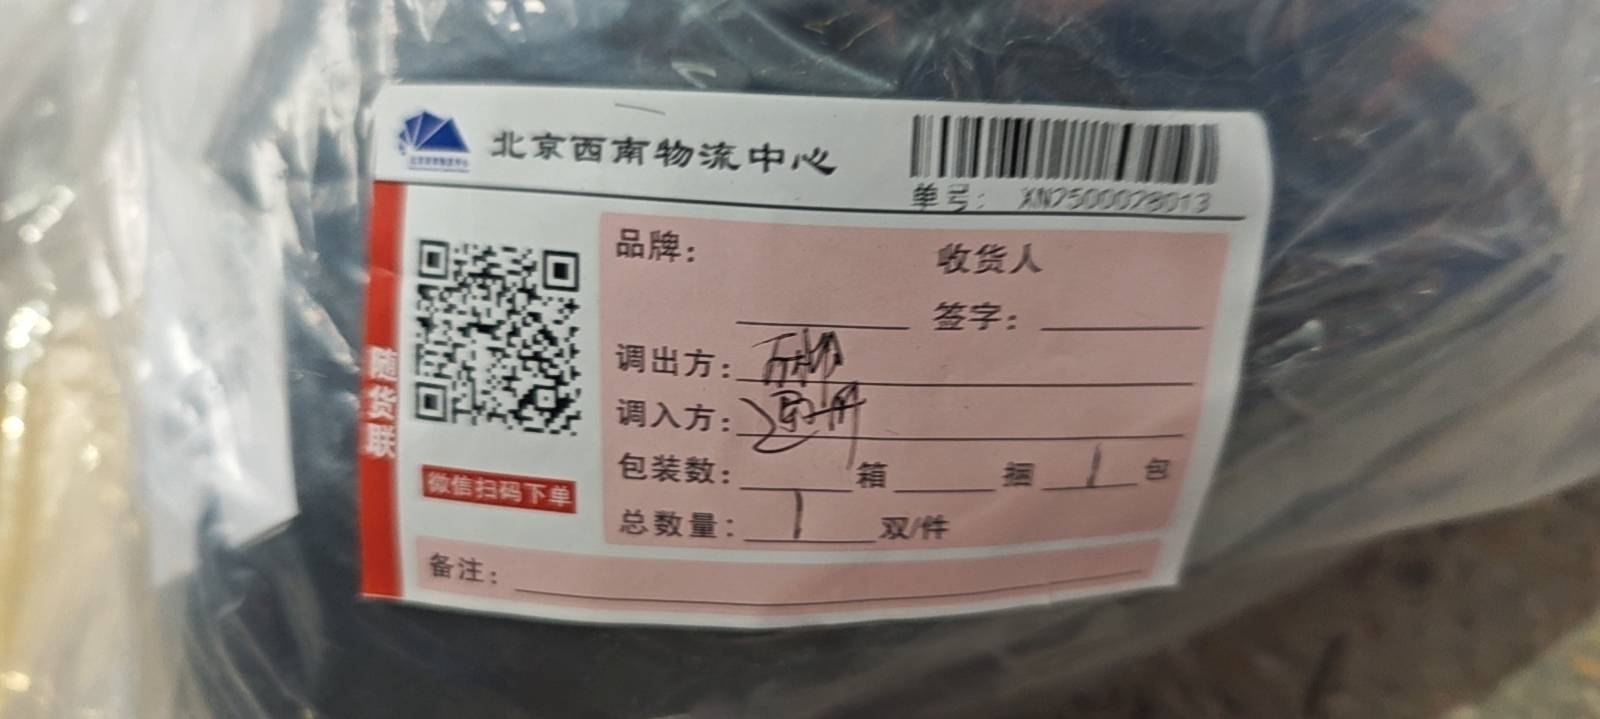 北京西南物流中心
单号: XN2500028013
随货联
微信扫码下单
品牌:
收货人
签字:
调出方:
调入方:
包装数: 箱 捆 1 包
总数量: 1 双/件
备注: